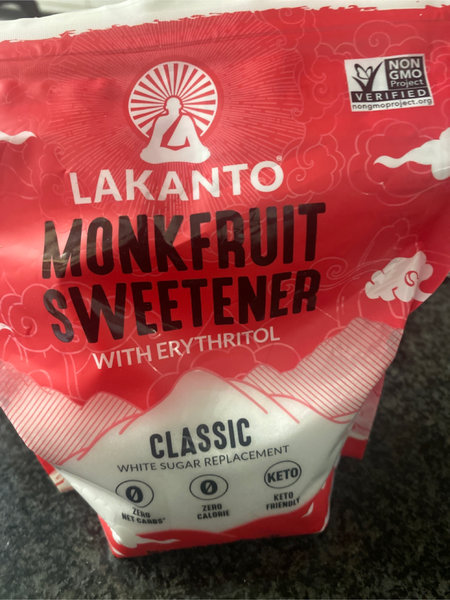 NON
GMO
Project
VERIFIED
nongmoproject.org
LAKANTO®
MONKFRUIT
SWEETENER
WITH ERYTHRITOL
CLASSIC
WHITE SUGAR REPLACEMENT
0
ZERO
NET CARBS*
0
ZERO
CALORIE
KETO
KETO
FRIENDLY